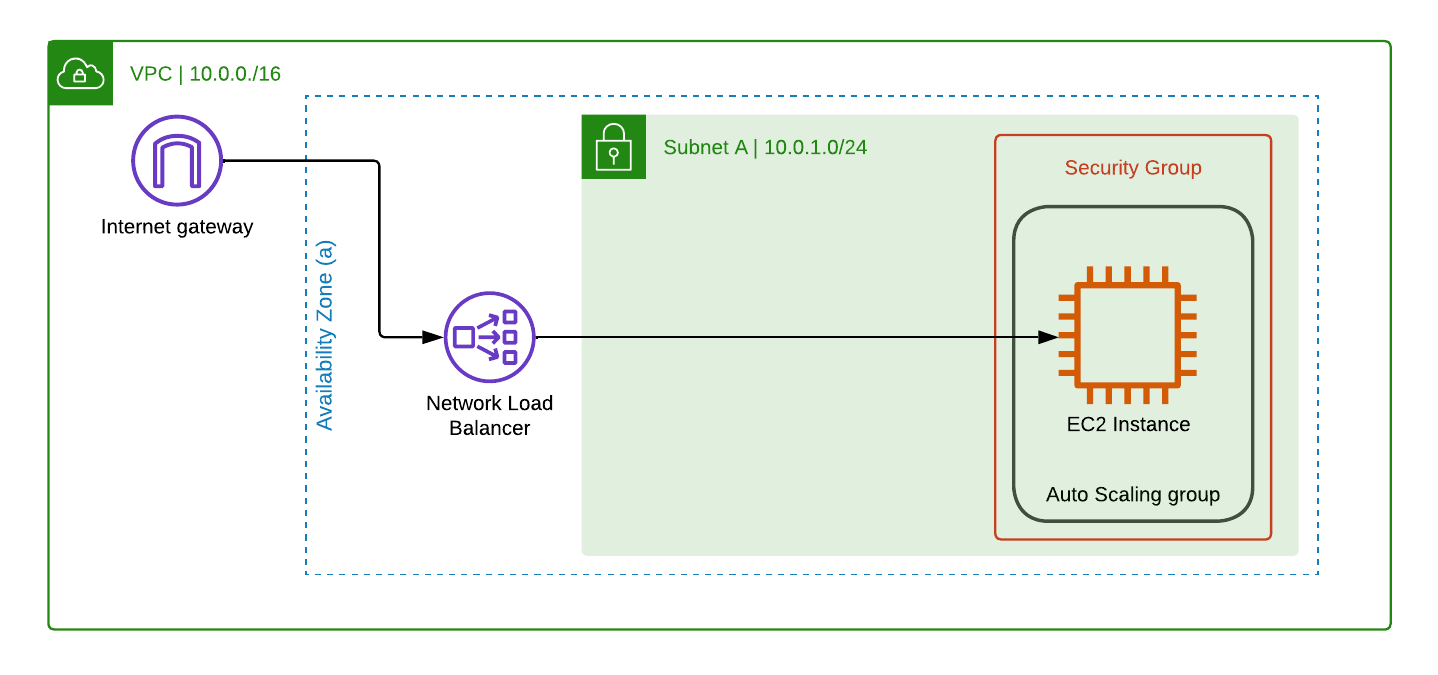 VPC | 10.0.0./16
Internet gateway
Availability Zone (a)
Network Load
Balancer
Subnet A | 10.0.1.0/24
Security Group
EC2 Instance
Auto Scaling group